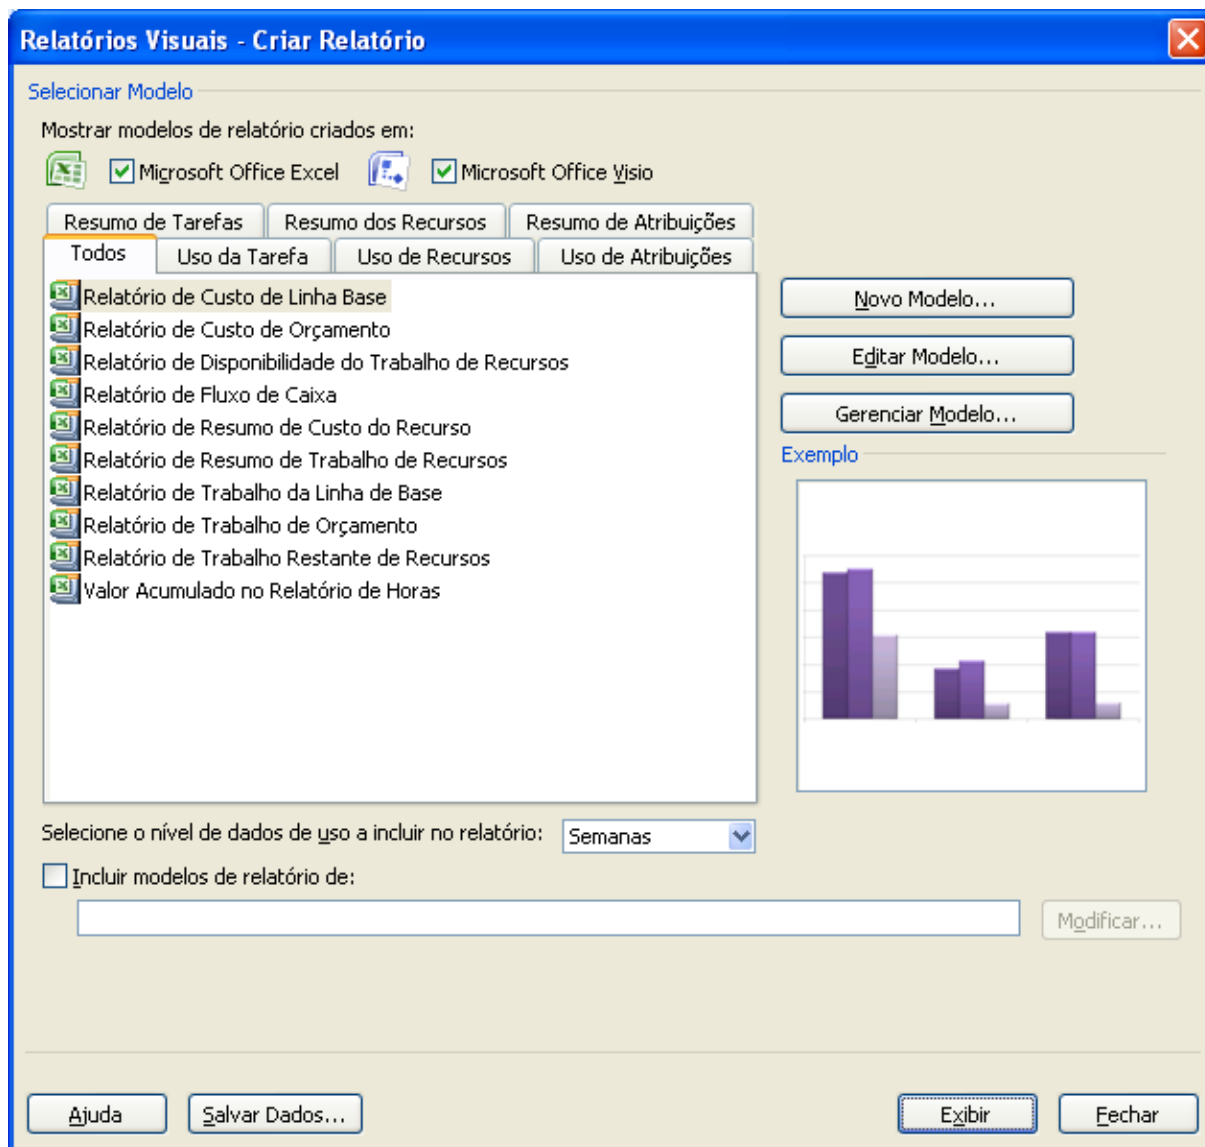 Relatórios Visuais - Criar Relatório
Selecionar Modelo
Mostrar modelos de relatório criados em:
Microsoft Office Excel
Microsoft Office Visio
Resumo de Tarefas
Resumo dos Recursos
Resumo de Atribuições
Todos
Uso da Tarefa
Uso de Recursos
Uso de Atribuições
Relatório de Custo de Linha Base
Relatório de Custo de Orçamento
Relatório de Disponibilidade do Trabalho de Recursos
Relatório de Fluxo de Caixa
Relatório de Resumo de Custo do Recurso
Relatório de Resumo de Trabalho de Recursos
Relatório de Trabalho da Linha de Base
Relatório de Trabalho de Orçamento
Relatório de Trabalho Restante de Recursos
Valor Acumulado no Relatório de Horas
Novo Modelo...
Editar Modelo...
Gerenciar Modelo...
Exemplo
Selecione o nível de dados de uso a incluir no relatório:
Semanas
Incluir modelos de relatório de:
Modificar...
Ajuda
Salvar Dados...
Exibir
Fechar